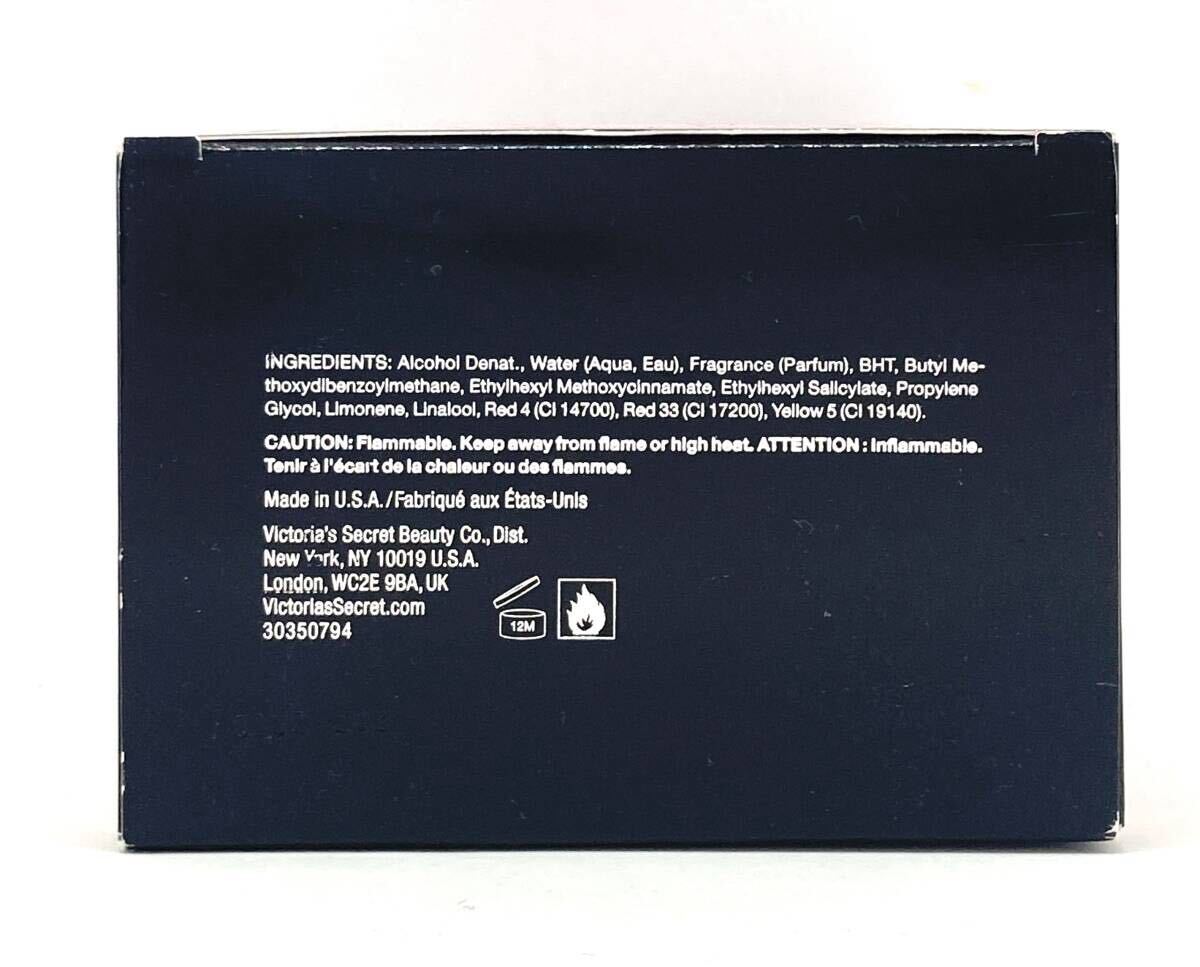 INGREDIENTS: Alcohol Denat., Water (Aqua, Eau), Fragrance (Parfum), BHT, Butyl Me-
thoxydibenzoylmethane, Ethylhexyl Methoxycinnamate, Ethylhexyl Salicylate, Propylene
Glycol, Limonene, Linalool, Red 4 (CI 14700), Red 33 (CI 17200), Yellow 5 (CI 19140).
CAUTION: Flammable. Keep away from flame or high heat. ATTENTION : Inflammable.
Tenir à l'écart de la chaleur ou des flammes.
Made in U.S.A./Fabriqué aux États-Unis
Victoria's Secret Beauty Co., Dist.
New York, NY 10019 U.S.A.
London, WC2E 9BA, UK
VictoriasSecret.com
30350794
12M